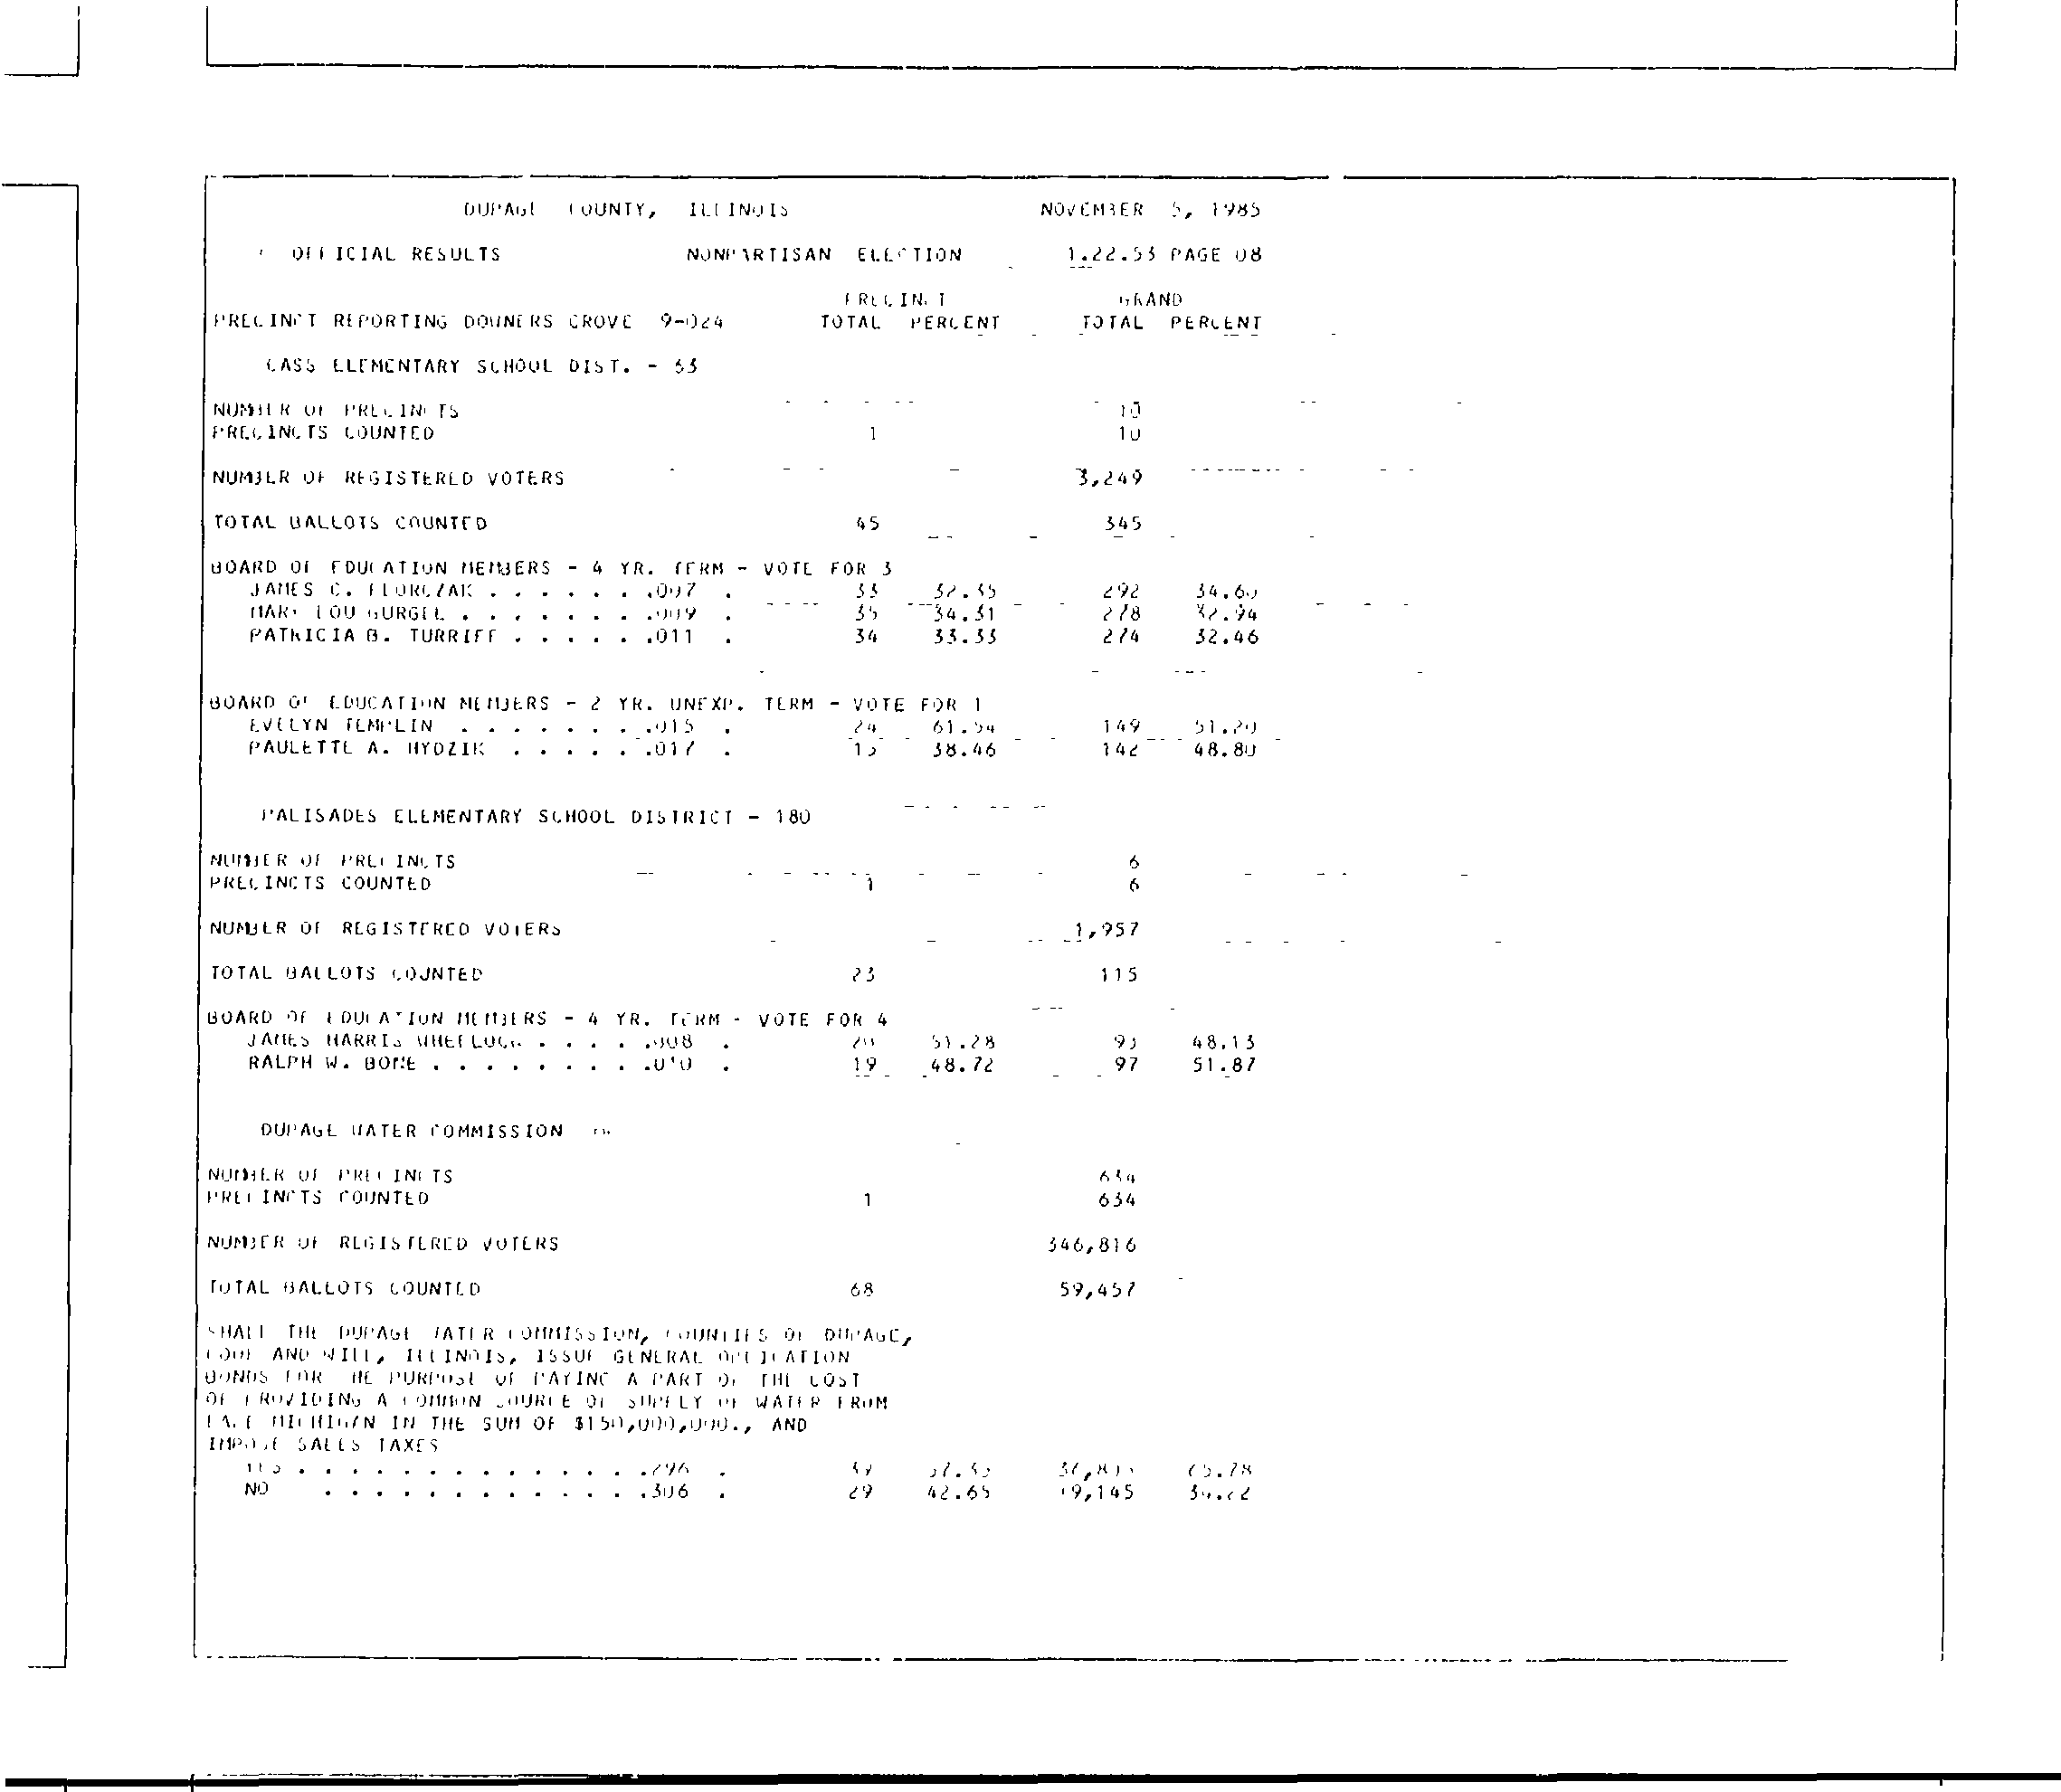 DUPAGE COUNTY, ILLINOIS NOVEMBER 5, 1985
OFFICIAL RESULTS NONPARTISAN ELECTION 1.22.53 PAGE 08
PRECINCT GRAND
PRECINCT REPORTING DOWNERS GROVE 9-024 TOTAL PERCENT TOTAL PERCENT
CASS ELEMENTARY SCHOOL DIST. - 63
NUMBER OF PRECINCTS 10
PRECINCTS COUNTED 1 10
NUMBER OF REGISTERED VOTERS 3,249
TOTAL BALLOTS COUNTED 45 345
BOARD OF EDUCATION MEMBERS - 4 YR. TERM - VOTE FOR 3
JAMES C. FLORCZAK . . . . . . .007 . 33 32.35 292 34.60
MARY LOU GURGEL . . . . . . . .009 . 35 34.31 278 32.94
PATRICIA B. TURRIFF . . . . . .011 . 34 33.33 274 32.46
BOARD OF EDUCATION MEMBERS - 2 YR. UNEXP. TERM - VOTE FOR 1
EVELYN TEMPLIN . . . . . . . .015 . 24 61.54 149 51.20
PAULETTE A. HYDZIK . . . . . .017 . 15 38.46 142 48.80
PALISADES ELEMENTARY SCHOOL DISTRICT - 180
NUMBER OF PRECINCTS 6
PRECINCTS COUNTED 1 6
NUMBER OF REGISTERED VOTERS 1,957
TOTAL BALLOTS COUNTED 23 115
BOARD OF EDUCATION MEMBERS - 4 YR. TERM - VOTE FOR 4
JAMES HARRIS WHEELOCK . . . . .008 . 20 51.28 90 48.13
RALPH W. BONE . . . . . . . . .010 . 19 48.72 97 51.87
DUPAGE WATER COMMISSION
NUMBER OF PRECINCTS 634
PRECINCTS COUNTED 1 634
NUMBER OF REGISTERED VOTERS 346,816
TOTAL BALLOTS COUNTED 68 59,457
SHALL THE DUPAGE WATER COMMISSION, COUNTIES OF DUPAGE,
COOK AND WILL, ILLINOIS, ISSUE GENERAL OBLIGATION
BONDS FOR THE PURPOSE OF PAYING A PART OF THE COST
OF PROVIDING A COMMON SOURCE OF SUPPLY OF WATER FROM
LAKE MICHIGAN IN THE SUM OF $150,000,000., AND
IMPOSE SALES TAXES
YES . . . . . . . . . . . . . .296 . 39 57.35 65.78
NO . . . . . . . . . . . . .306 . 29 42.65 19,145 34.22